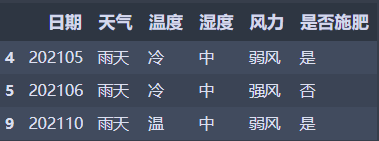 日期 天气 温度 湿度 风力 是否施肥
4 202105 雨天 冷 中 弱风 是
5 202106 雨天 冷 中 强风 否
9 202110 雨天 温 中 弱风 是